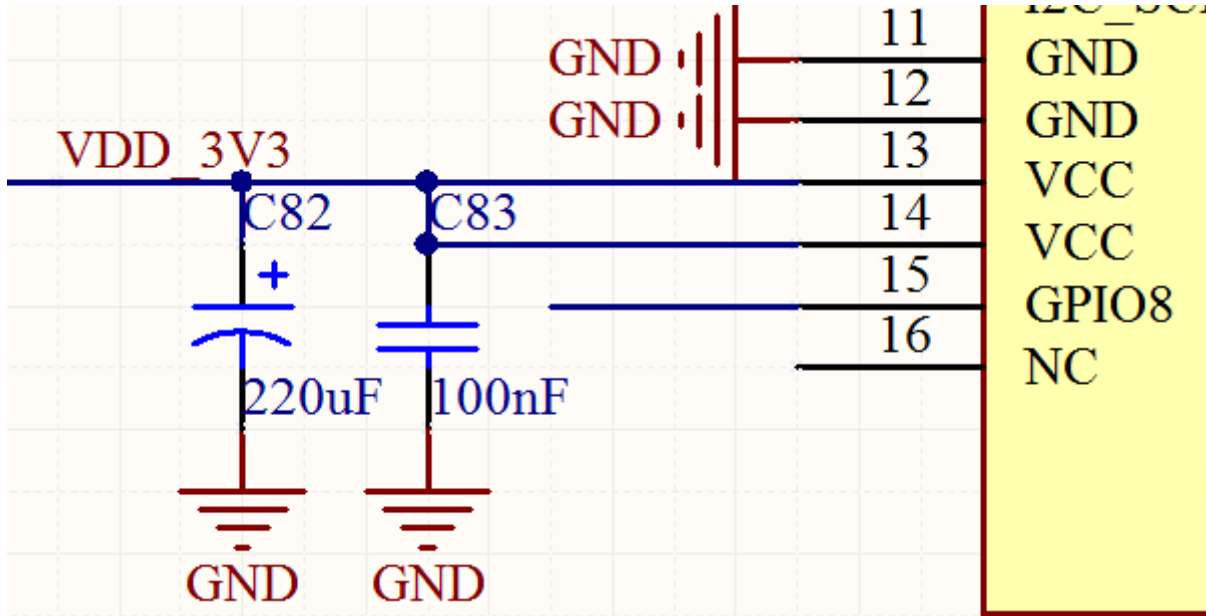 11
GND GND
12
GND GND
VDD_3V3 13
VCC
C82 C83 14
VCC
+ 15
GPIO8
16
220uF 100nF NC
GND GND